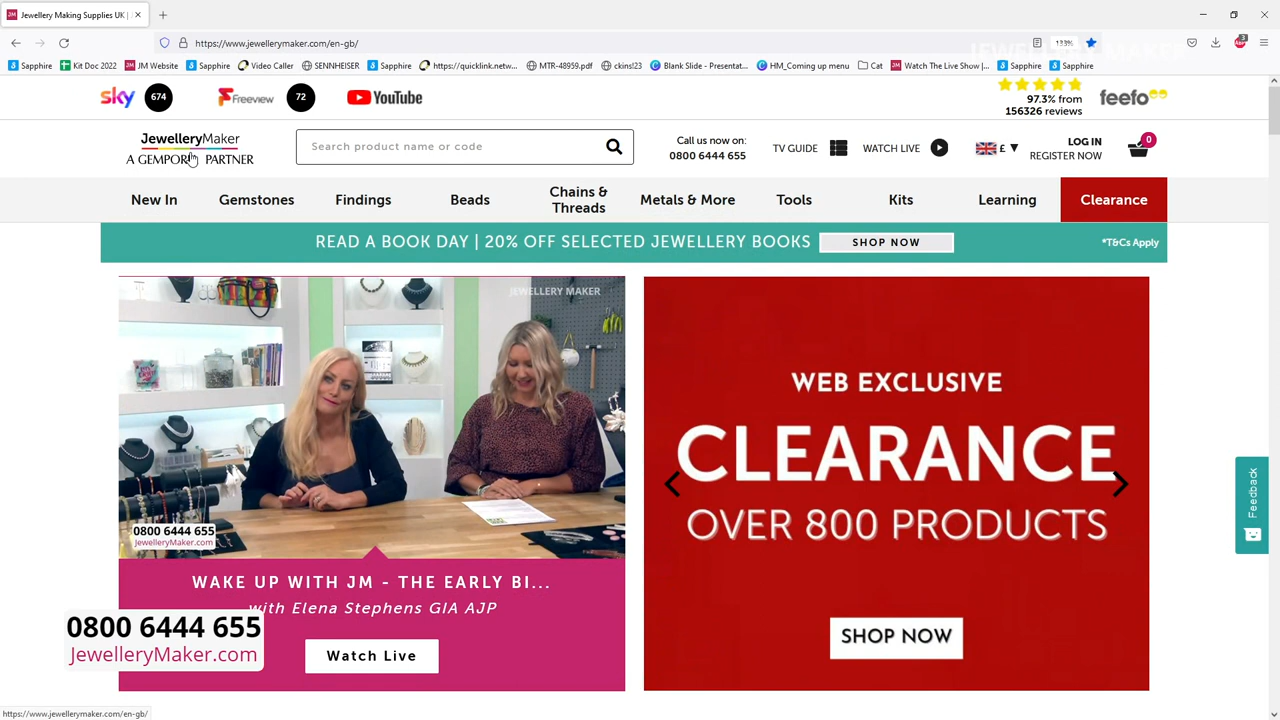 Jewellery Making Supplies UK |
https://www.jewellerymaker.com/en-gb/
133%
Sapphire
Kit Doc 2022
JM Website
Sapphire
Video Caller
SENNHEISER
Sapphire
https://quicklink.netw...
MTR-48959.pdf
ckins!23
Blank Slide - Presentat...
HM_Coming up menu
Cat
Watch The Live Show |...
Sapphire
Sapphire
JEWELLERY MAKER
sky 674
Freeview 72
YouTube
97.3% from
156326 reviews
feefo
JewelleryMaker
A GEMPORIA PARTNER
Search product name or code
Call us now on:
0800 6444 655
TV GUIDE
WATCH LIVE
£
LOG IN
REGISTER NOW
0
New In
Gemstones
Findings
Beads
Chains &
Threads
Metals & More
Tools
Kits
Learning
Clearance
READ A BOOK DAY | 20% OFF SELECTED JEWELLERY BOOKS
SHOP NOW
*T&Cs Apply
JEWELLERY MAKER
0800 6444 655
JewelleryMaker.com
WAKE UP WITH JM - THE EARLY BI...
with Elena Stephens GIA AJP
Watch Live
WEB EXCLUSIVE
CLEARANCE
OVER 800 PRODUCTS
SHOP NOW
Feedback
0800 6444 655
JewelleryMaker.com
https://www.jewellerymaker.com/en-gb/